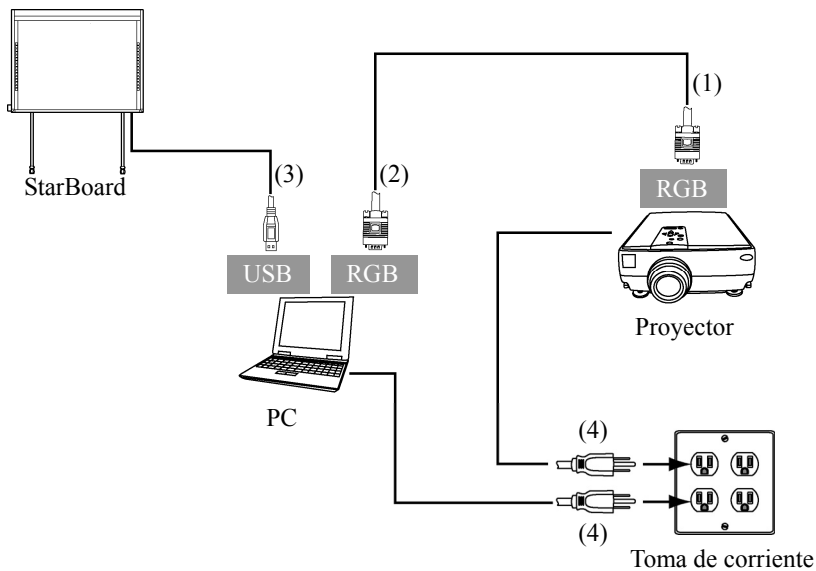 (1)
StarBoard
(3)
(2)
RGB
USB
RGB
Proyector
PC
(4)
(4)
Toma de corriente